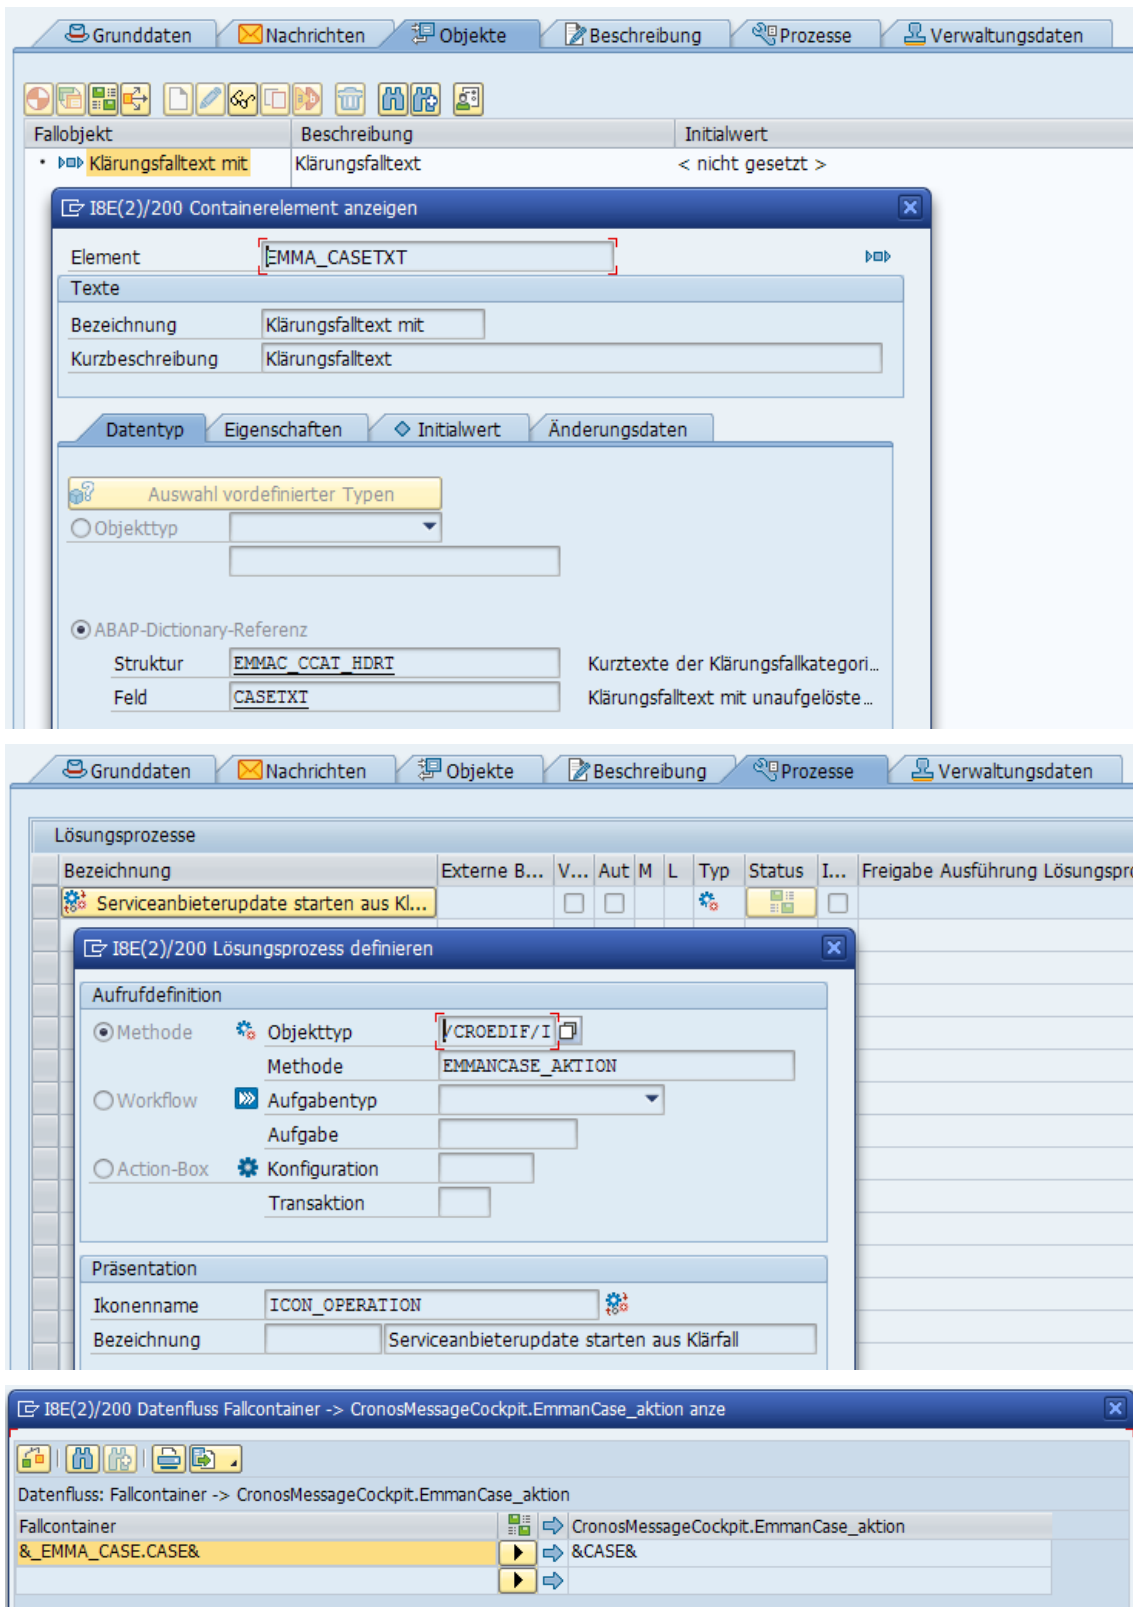 Grunddaten Nachrichten Objekte Beschreibung Prozesse Verwaltungsdaten
Fallobjekt Beschreibung Initialwert
Klärungsfalltext mit Klärungsfalltext < nicht gesetzt >
I8E(2)/200 Containerelement anzeigen
Element EMMA_CASETXT
Texte
Bezeichnung Klärungsfalltext mit
Kurzbeschreibung Klärungsfalltext
Datentyp Eigenschaften Initialwert Änderungsdaten
Auswahl vordefinierter Typen
Objekttyp
ABAP-Dictionary-Referenz
Struktur EMMAC_CCAT_HDRT Kurztexte der Klärungsfallkategori...
Feld CASETXT Klärungsfalltext mit unaufgelöste...
Grunddaten Nachrichten Objekte Beschreibung Prozesse Verwaltungsdaten
Lösungsprozesse
Bezeichnung Externe B... V... Aut M L Typ Status I... Freigabe Ausführung Lösungspr
Serviceanbieterupdate starten aus Kl...
I8E(2)/200 Lösungsprozess definieren
Aufrufdefinition
Methode Objekttyp /CROEDIF/I
Methode EMMANCASE_AKTION
Workflow Aufgabentyp
Aufgabe
Action-Box Konfiguration
Transaktion
Präsentation
Ikonenname ICON_OPERATION
Bezeichnung Serviceanbieterupdate starten aus Klärfall
I8E(2)/200 Datenfluss Fallcontainer -> CronosMessageCockpit.EmmanCase_aktion anze
Datenfluss: Fallcontainer -> CronosMessageCockpit.EmmanCase_aktion
Fallcontainer CronosMessageCockpit.EmmanCase_aktion
&_EMMA_CASE.CASE& &CASE&